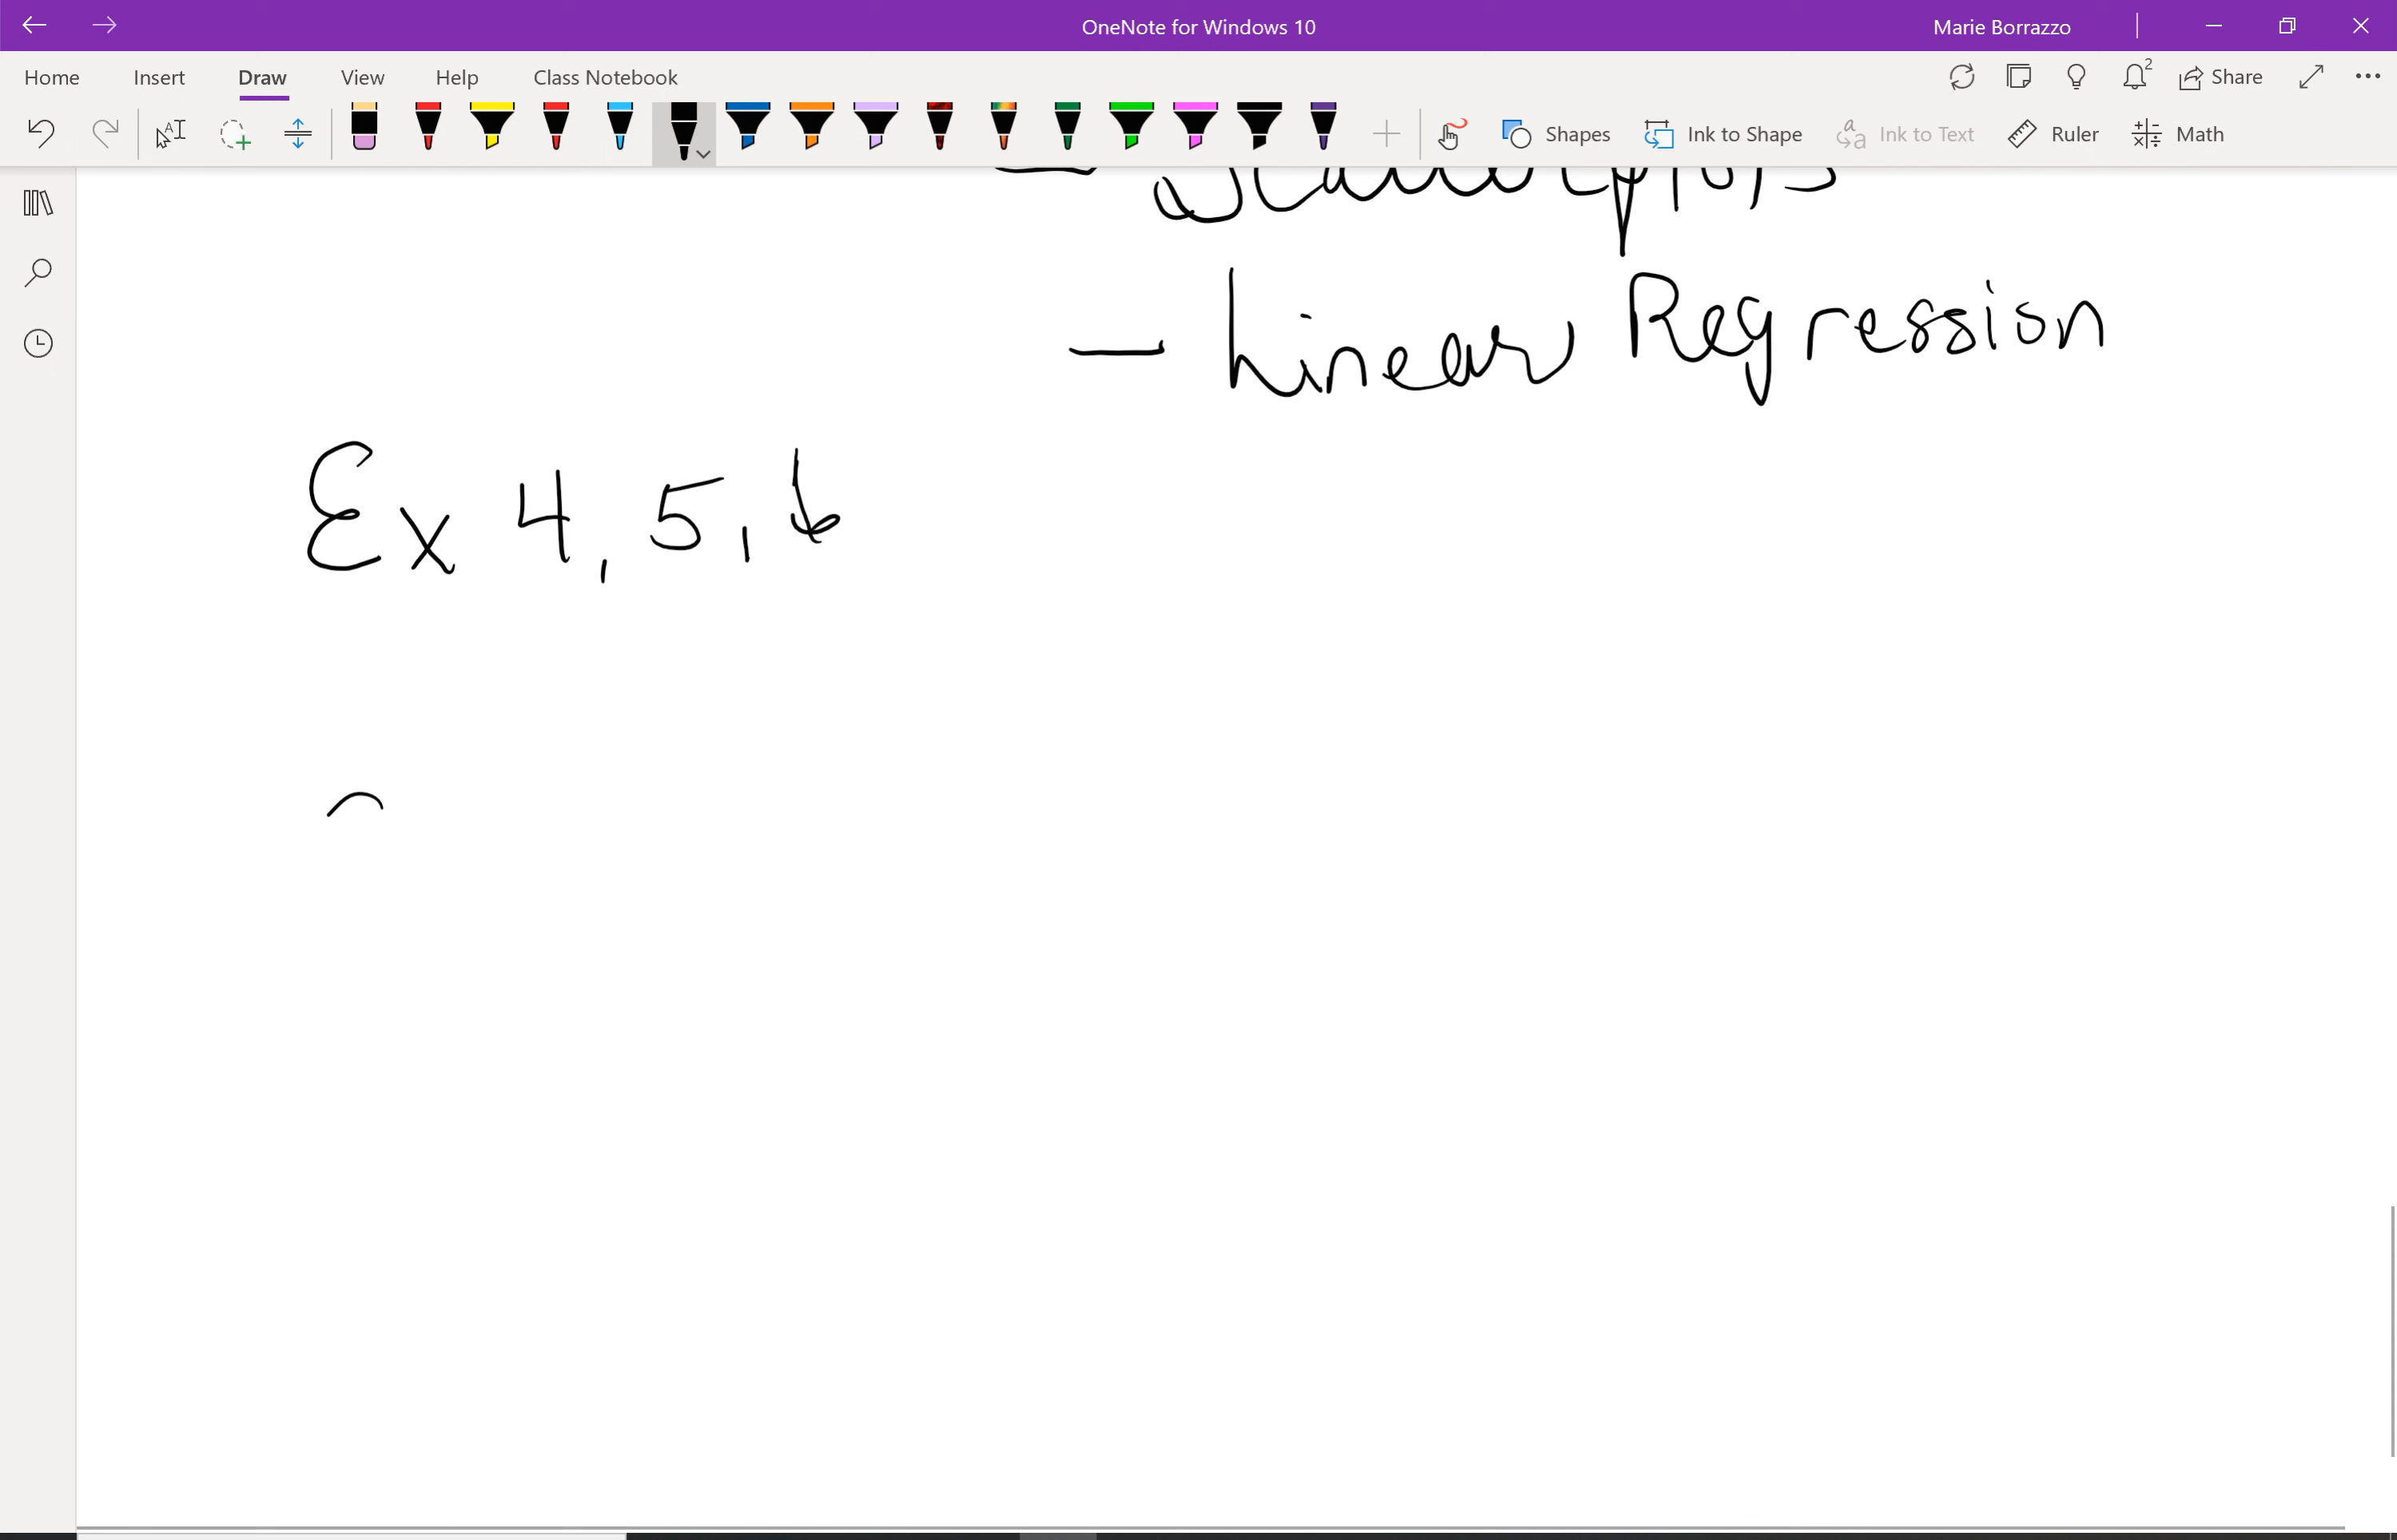 OneNote for Windows 10 Marie Borrazzo
Home Insert Draw View Help Class Notebook 2 Share
Shapes Ink to Shape Ink to Text Ruler Math
- Linear Regression
Ex 4, 5, 6